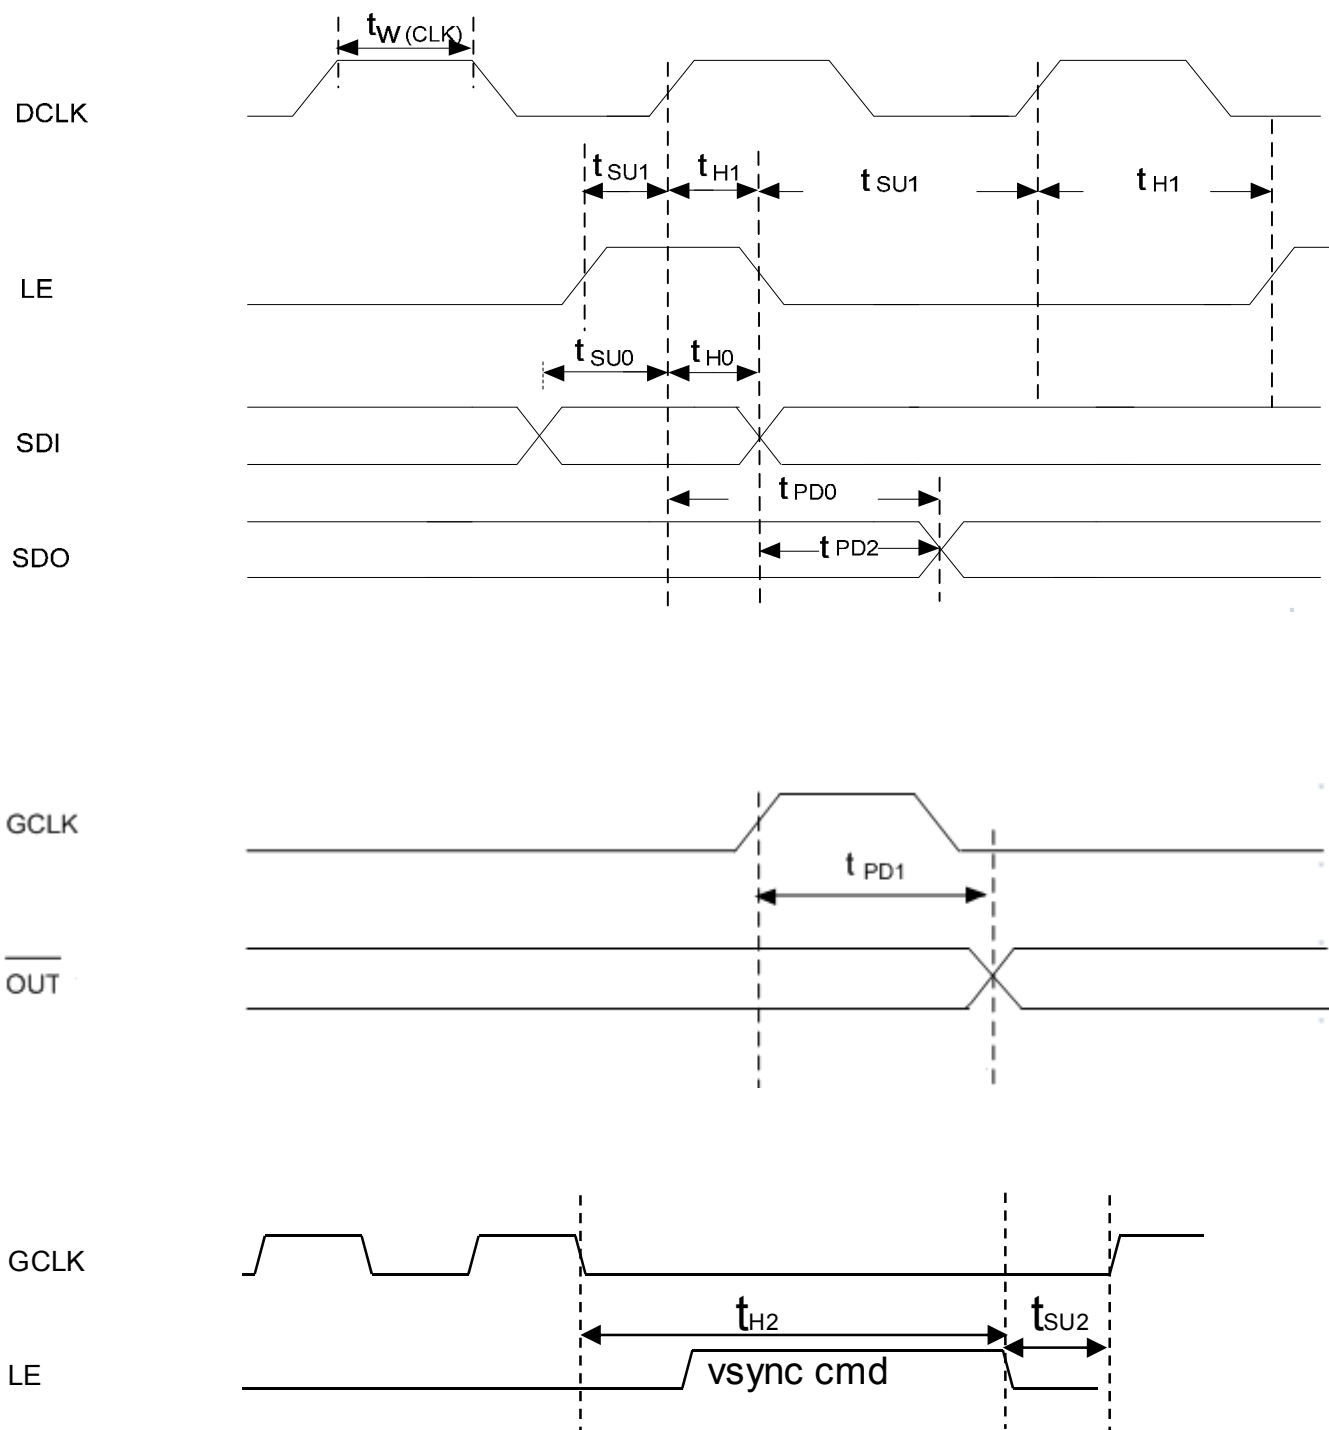 tW(CLK)
DCLK
tSU1 tH1 tSU1 tH1
LE
tSU0 tH0
SDI
tPD0
SDO tPD2
GCLK
tPD1
OUT
GCLK
tH2 tSU2
LE vsync cmd